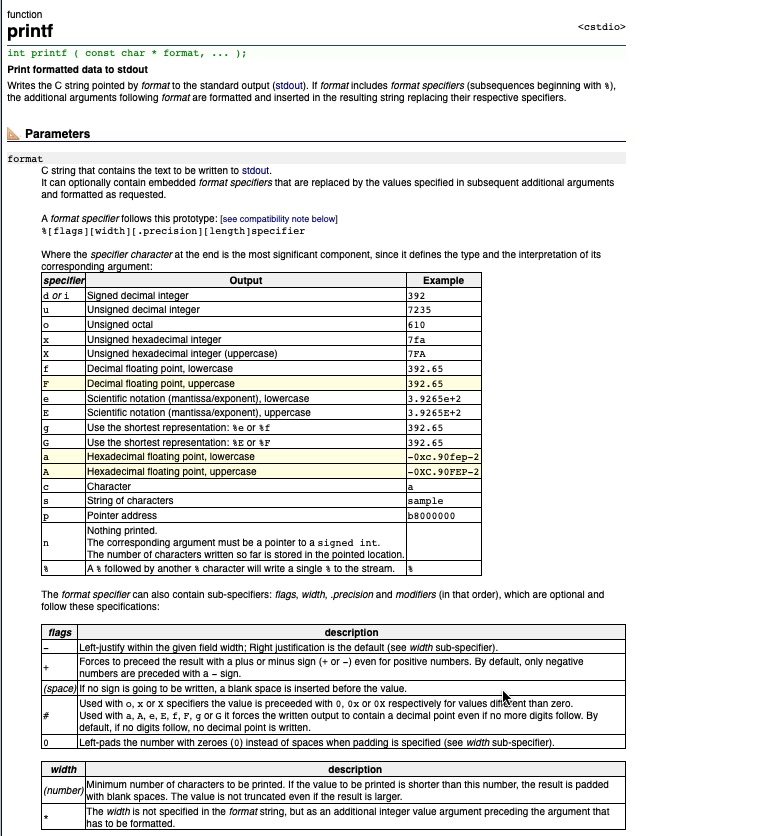 function
printf
<cstdio>
int printf ( const char * format, ... );
Print formatted data to stdout
Writes the C string pointed by format to the standard output (stdout). If format includes format specifiers (subsequences beginning with %),
the additional arguments following format are formatted and inserted in the resulting string replacing their respective specifiers.
Parameters
format
C string that contains the text to be written to stdout.
It can optionally contain embedded format specifiers that are replaced by the values specified in subsequent additional arguments
and formatted as requested.
A format specifier follows this prototype: [see compatibility note below]
%[flags][width][.precision][length]specifier
Where the specifier character at the end is the most significant component, since it defines the type and the interpretation of its
corresponding argument:
specifier Output Example
d or i Signed decimal integer 392
u Unsigned decimal integer 7235
o Unsigned octal 610
x Unsigned hexadecimal integer 7fa
X Unsigned hexadecimal integer (uppercase) 7FA
f Decimal floating point, lowercase 392.65
F Decimal floating point, uppercase 392.65
e Scientific notation (mantissa/exponent), lowercase 3.9265e+2
E Scientific notation (mantissa/exponent), uppercase 3.9265E+2
g Use the shortest representation: %e or %f 392.65
G Use the shortest representation: %E or %F 392.65
a Hexadecimal floating point, lowercase -0xc.90fep-2
A Hexadecimal floating point, uppercase -0XC.90FEP-2
c Character a
s String of characters sample
p Pointer address b8000000
Nothing printed.
n The corresponding argument must be a pointer to a signed int.
The number of characters written so far is stored in the pointed location.
% A % followed by another % character will write a single % to the stream. %
The format specifier can also contain sub-specifiers: flags, width, .precision and modifiers (in that order), which are optional and
follow these specifications:
flags description
- Left-justify within the given field width; Right justification is the default (see width sub-specifier).
+ Forces to preceed the result with a plus or minus sign (+ or -) even for positive numbers. By default, only negative
numbers are preceded with a - sign.
(space) If no sign is going to be written, a blank space is inserted before the value.
# Used with o, x or X specifiers the value is preceeded with 0, 0x or 0X respectively for values different than zero.
Used with a, A, e, E, f, F, g or G it forces the written output to contain a decimal point even if no more digits follow. By
default, if no digits follow, no decimal point is written.
0 Left-pads the number with zeroes (0) instead of spaces when padding is specified (see width sub-specifier).
width description
(number) Minimum number of characters to be printed. If the value to be printed is shorter than this number, the result is padded
with blank spaces. The value is not truncated even if the result is larger.
* The width is not specified in the format string, but as an additional integer value argument preceding the argument that
has to be formatted.